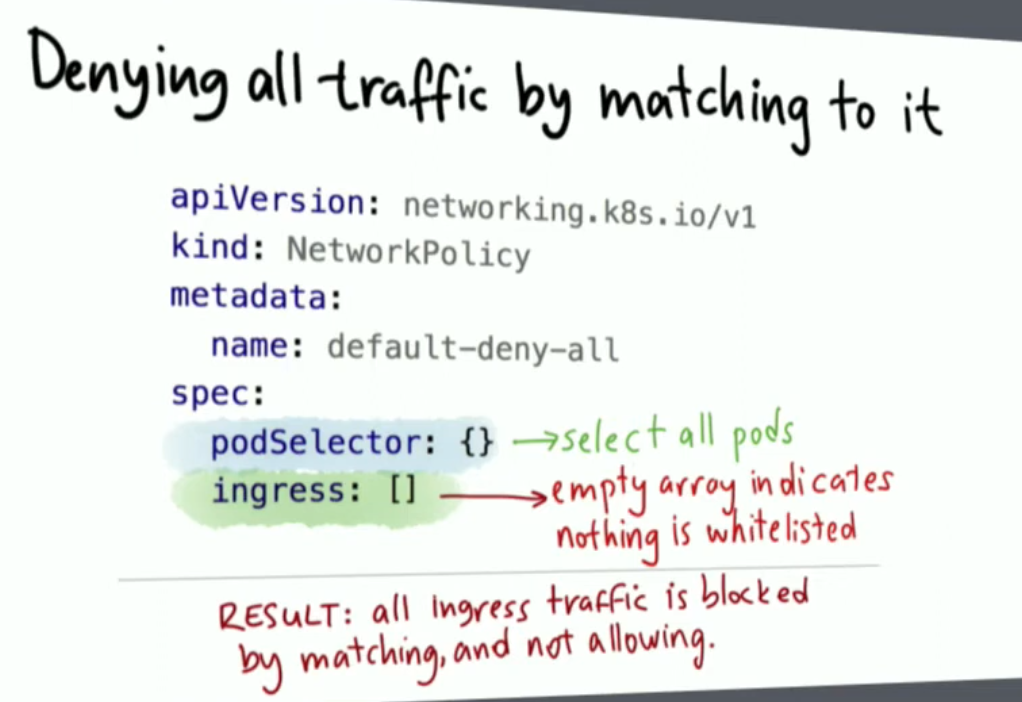 Denying all traffic by matching to it
apiVersion: networking.k8s.io/v1
kind: NetworkPolicy
metadata:
  name: default-deny-all
spec:
  podSelector: {} →select all pods
  ingress: [] →empty array indicates
nothing is whitelisted
RESULT: all ingress traffic is blocked
by matching, and not allowing.